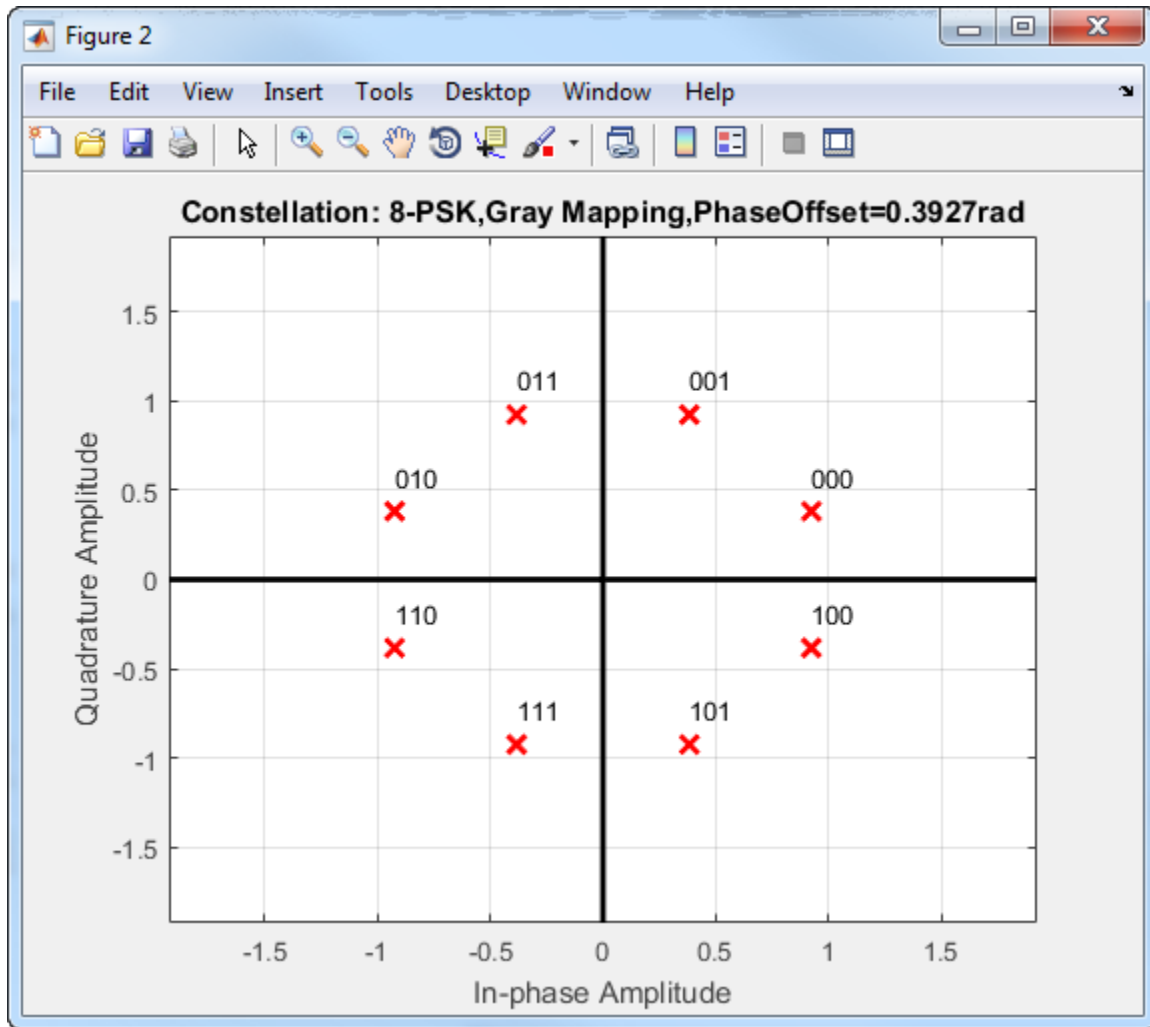 Figure 2
File Edit View Insert Tools Desktop Window Help
Constellation: 8-PSK,Gray Mapping,PhaseOffset=0.3927rad
1.5
011 001
1
010 000
0.5
0
110 100
-0.5
111 101
-1
-1.5
-1.5 -1 -0.5 0 0.5 1 1.5
In-phase Amplitude
Quadrature Amplitude